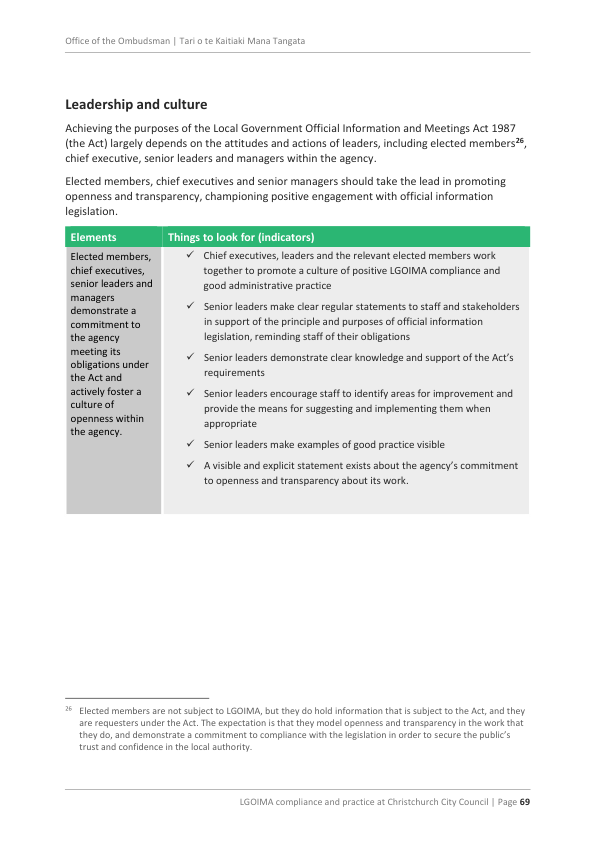 Office of the Ombudsman | Tari o te Kaitiaki Mana Tangata
Leadership and culture
Achieving the purposes of the Local Government Official Information and Meetings Act 1987
(the Act) largely depends on the attitudes and actions of leaders, including elected members26,
chief executive, senior leaders and managers within the agency.
Elected members, chief executives and senior managers should take the lead in promoting
openness and transparency, championing positive engagement with official information
legislation.
Elements
Things to look for (indicators)
Elected members,
chief executives,
senior leaders and
managers
demonstrate a
commitment to
the agency
meeting its
obligations under
the Act and
actively foster a
culture of
openness within
the agency.
✓ Chief executives, leaders and the relevant elected members work
together to promote a culture of positive LGOIMA compliance and
good administrative practice
✓ Senior leaders make clear regular statements to staff and stakeholders
in support of the principle and purposes of official information
legislation, reminding staff of their obligations
✓ Senior leaders demonstrate clear knowledge and support of the Act's
requirements
✓ Senior leaders encourage staff to identify areas for improvement and
provide the means for suggesting and implementing them when
appropriate
✓ Senior leaders make examples of good practice visible
✓ A visible and explicit statement exists about the agency's commitment
to openness and transparency about its work.
26 Elected members are not subject to LGOIMA, but they do hold information that is subject to the Act, and they
are requesters under the Act. The expectation is that they model openness and transparency in the work that
they do, and demonstrate a commitment to compliance with the legislation in order to secure the public's
trust and confidence in the local authority.
LGOIMA compliance and practice at Christchurch City Council | Page 69